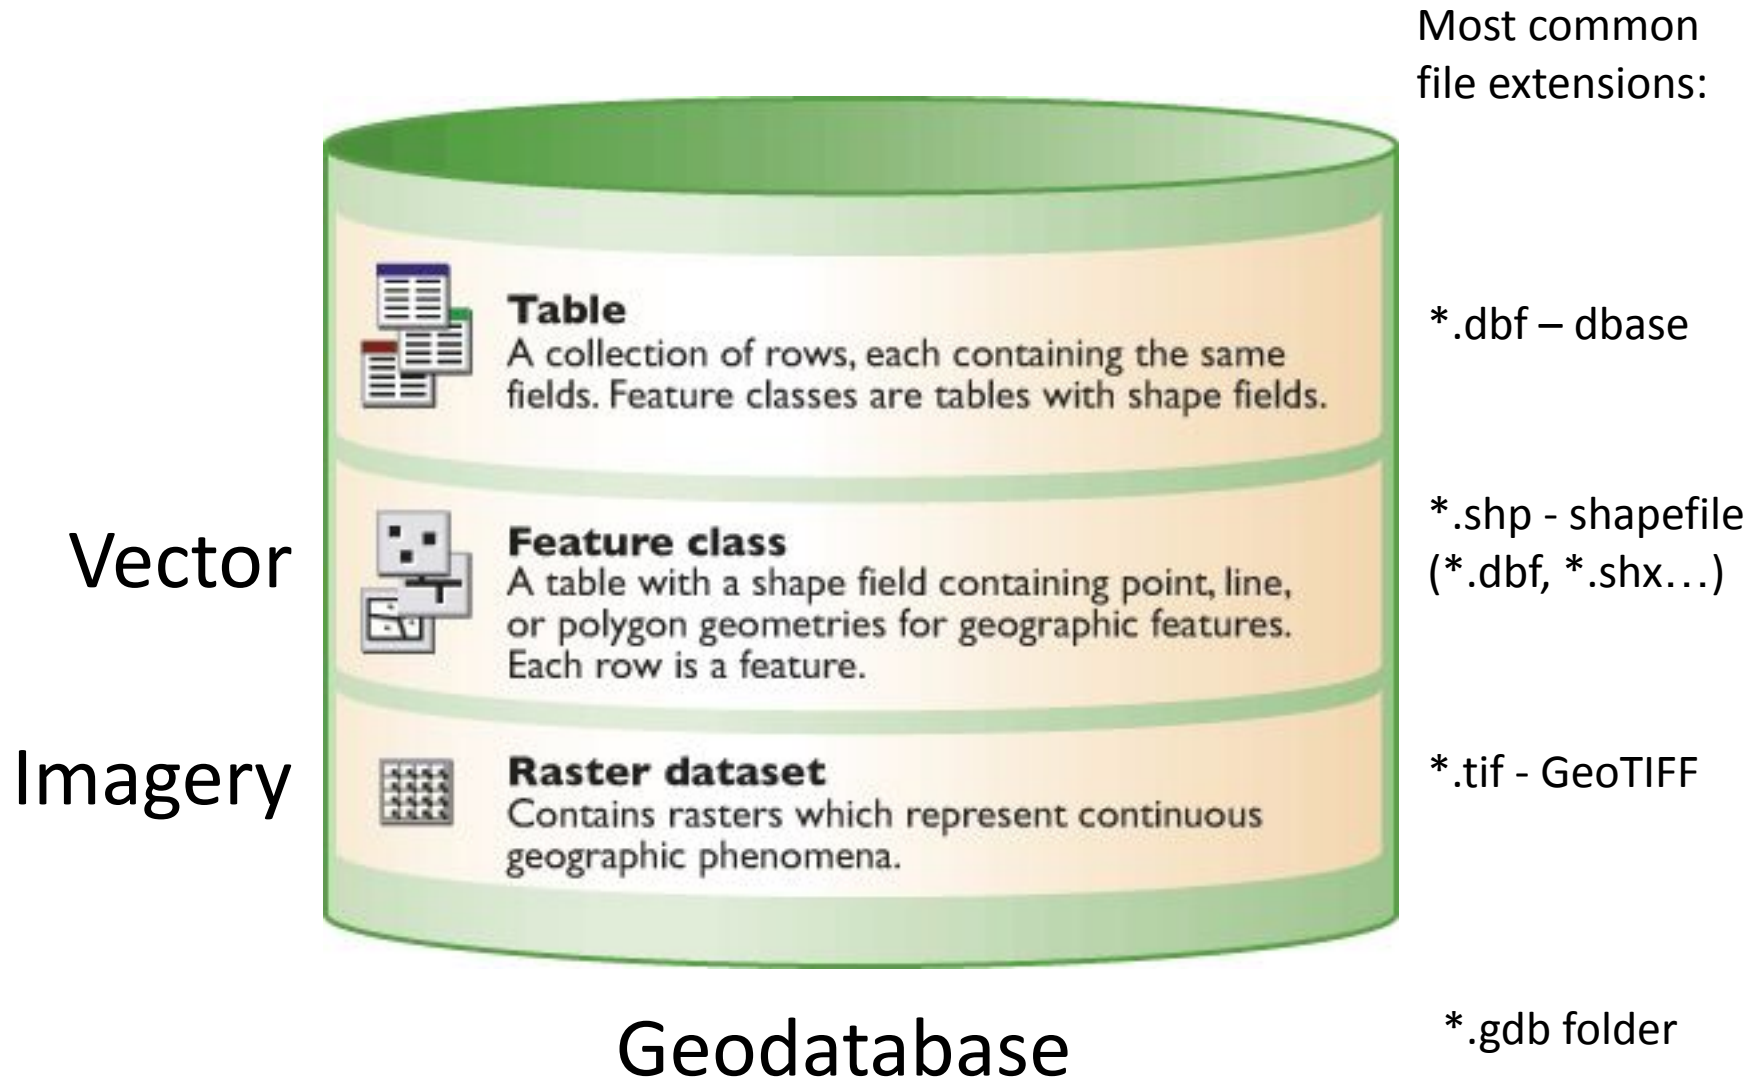 Most common
file extensions:
Table
A collection of rows, each containing the same
fields. Feature classes are tables with shape fields.
*.dbf – dbase
Vector
Feature class
A table with a shape field containing point, line,
or polygon geometries for geographic features.
Each row is a feature.
*.shp - shapefile
(*.dbf, *.shx…)
Imagery
Raster dataset
Contains rasters which represent continuous
geographic phenomena.
*.tif - GeoTIFF
Geodatabase
*.gdb folder